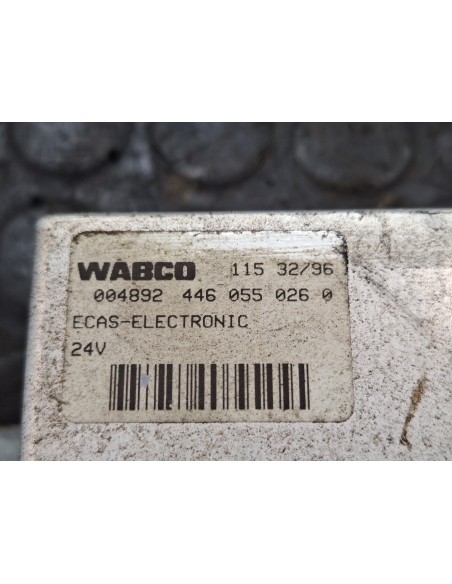 WABCO 115 32/96
004892 446 055 026 0
ECAS-ELECTRONIC
24V